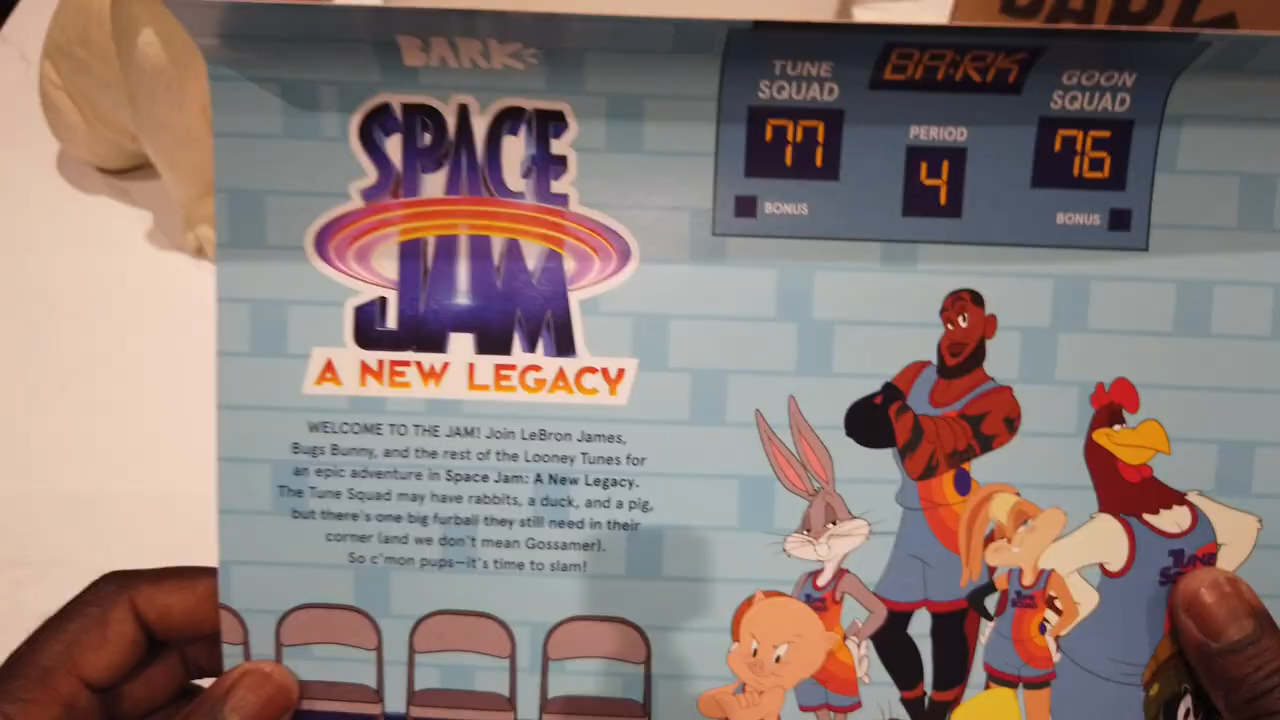 BARK
SPACE
JAM
A NEW LEGACY
WELCOME TO THE JAM! Join LeBron James,
Bugs Bunny, and the rest of the Looney Tunes for
an epic adventure in Space Jam: A New Legacy.
The Tune Squad may have rabbits, a duck, and a pig,
but there's one big furball they still need in their
corner (and we don't mean Gossamer).
So c'mon pups—it's time to slam!
TUNE
SQUAD
77
BONUS
BA:RK
PERIOD
4
GOON
SQUAD
76
BONUS
TUNE